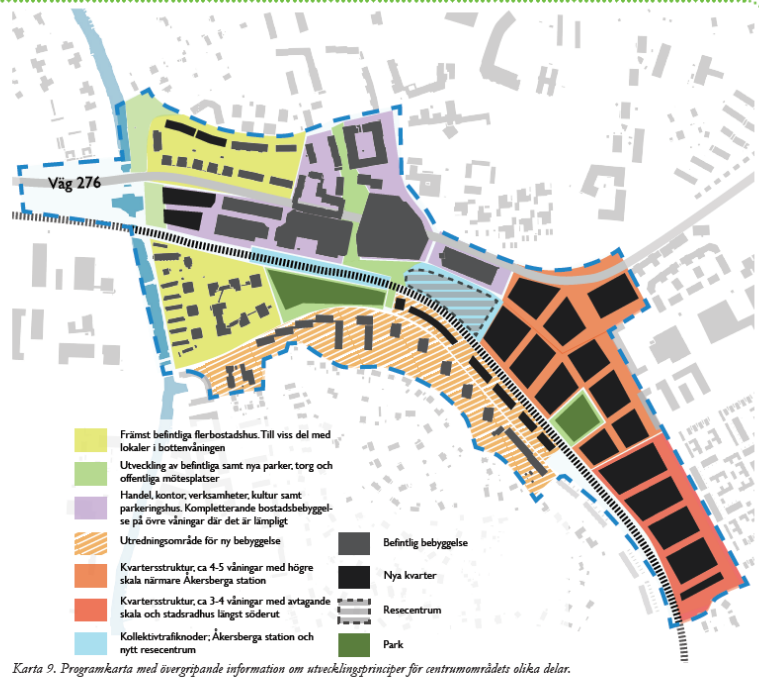 Väg 276
Främst befintliga flerbostadshus. Till viss del med
lokaler i bottenvåningen
Utveckling av befintliga samt nya parker, torg och
offentliga mötesplatser
Handel, kontor, verksamheter, kultur samt
parkeringshus. Kompletterande bostadsbebyggel-
se på övre våningar där det är lämpligt
Utredningsområde för ny bebyggelse
Kvartersstruktur, ca 4-5 våningar med högre
skala närmare Åkersberga station
Kvartersstruktur, ca 3-4 våningar med avtagande
skala och stadsradhus längst söderut
Kollektivtrafiknoder; Åkersberga station och
nytt resecentrum
Befintlig bebyggelse
Nya kvarter
Resecentrum
Park
Karta 9. Programkarta med övergripande information om utvecklingsprinciper för centrumområdets olika delar.